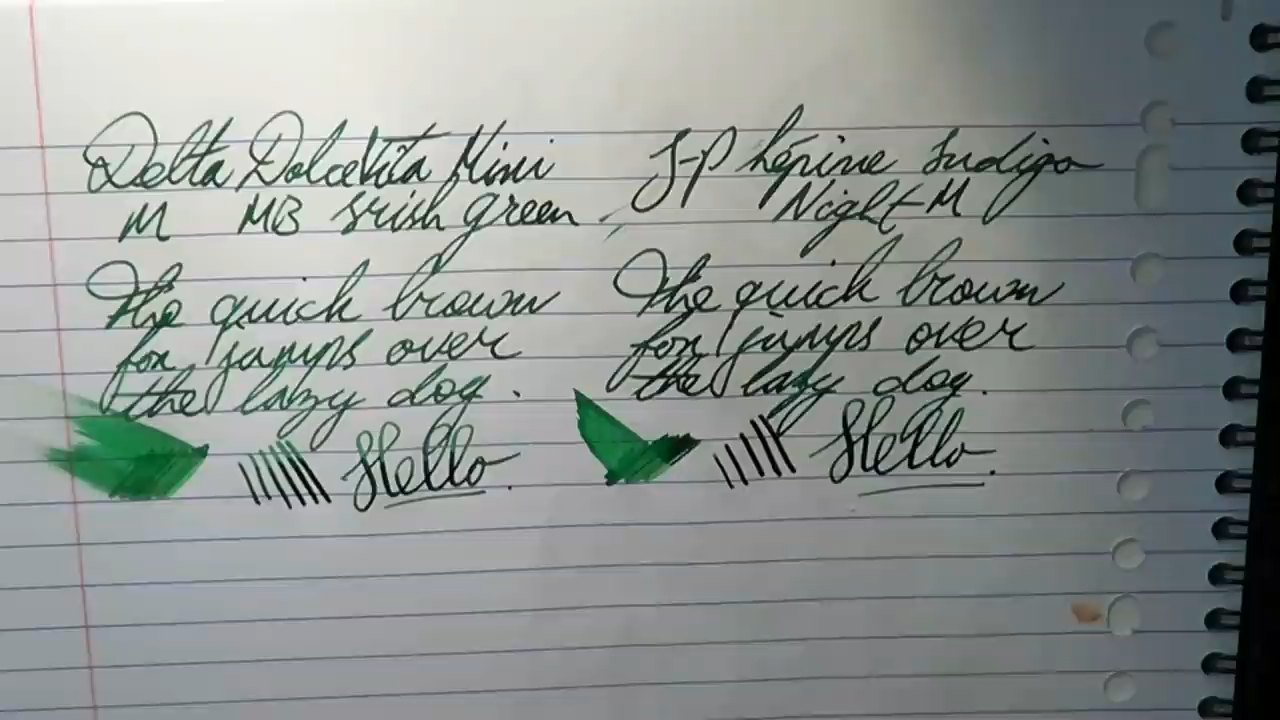 Delta DolceVita Mini
M MB Irish green,
The quick brown
fox jumps over
the lazy dog.
Hello.
J-P Lépine Indigo
Night-M
The quick brown
fox jumps over
the lazy dog.
Hello.